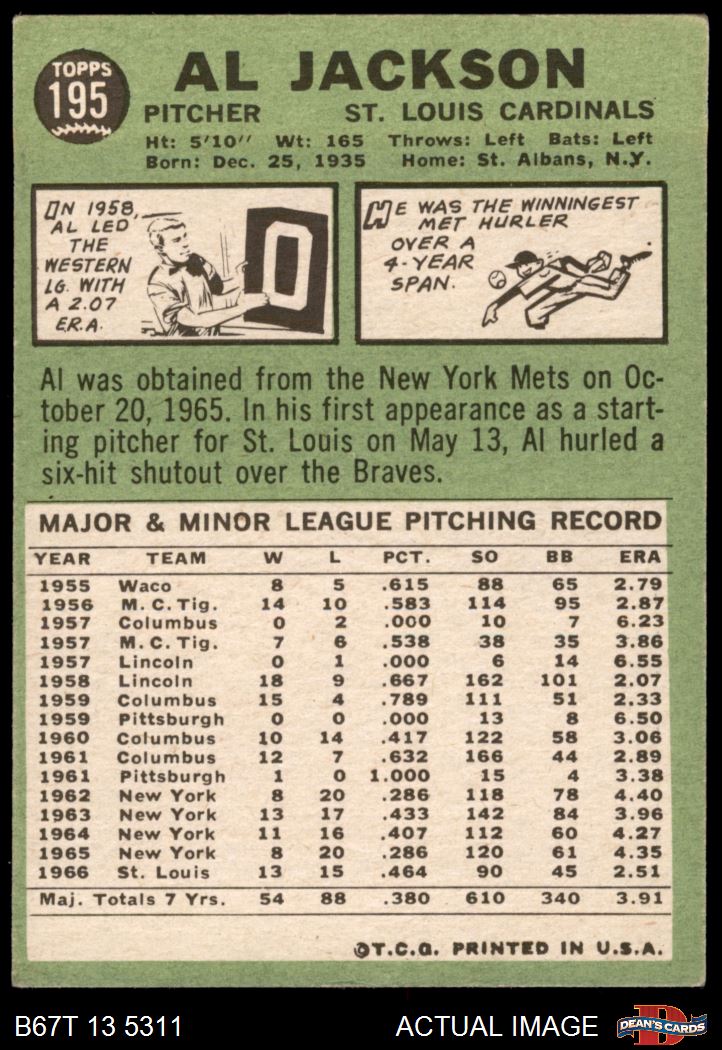 TOPPS
195
AL JACKSON
PITCHER ST. LOUIS CARDINALS
Ht: 5'10" Wt: 165 Throws: Left Bats: Left
Born: Dec. 25, 1935 Home: St. Albans, N.Y.
IN 1958,
AL LED
THE
WESTERN
LG. WITH
A 2.07
E.R.A.
0
HE WAS THE WINNINGEST
MET HURLER
OVER A
4-YEAR
SPAN.
Al was obtained from the New York Mets on Oc-
tober 20, 1965. In his first appearance as a start-
ing pitcher for St. Louis on May 13, Al hurled a
six-hit shutout over the Braves.
MAJOR & MINOR LEAGUE PITCHING RECORD
YEAR TEAM W L PCT. SO BB ERA
1955 Waco 8 5 .615 88 65 2.79
1956 M. C. Tig. 14 10 .583 114 95 2.87
1957 Columbus 0 2 .000 10 7 6.23
1957 M. C. Tig. 7 6 .538 38 35 3.86
1957 Lincoln 0 1 .000 6 14 6.55
1958 Lincoln 18 9 .667 162 101 2.07
1959 Columbus 15 4 .789 111 51 2.33
1959 Pittsburgh 0 0 .000 13 8 6.50
1960 Columbus 10 14 .417 122 58 3.06
1961 Columbus 12 7 .632 166 44 2.89
1961 Pittsburgh 1 0 1.000 15 4 3.38
1962 New York 8 20 .286 118 78 4.40
1963 New York 13 17 .433 142 84 3.96
1964 New York 11 16 .407 112 60 4.27
1965 New York 8 20 .286 120 61 4.35
1966 St. Louis 13 15 .464 90 45 2.51
Maj. Totals 7 Yrs. 54 88 .380 610 340 3.91
©T.C.G. PRINTED IN U.S.A.
B67T 13 5311 ACTUAL IMAGE
D
DEAN'S CARDS